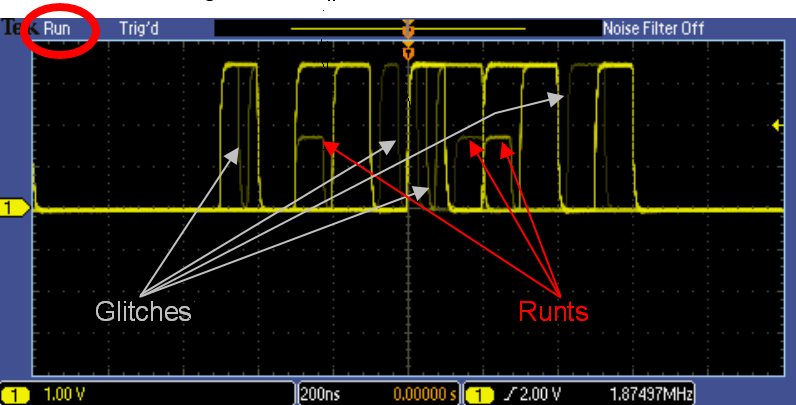 Tek Run Trig'd Noise Filter Off
T
T
1
Glitches Runts
1 1.00 V 200ns 0.00000 s 1 2.00 V 1.87497MHz